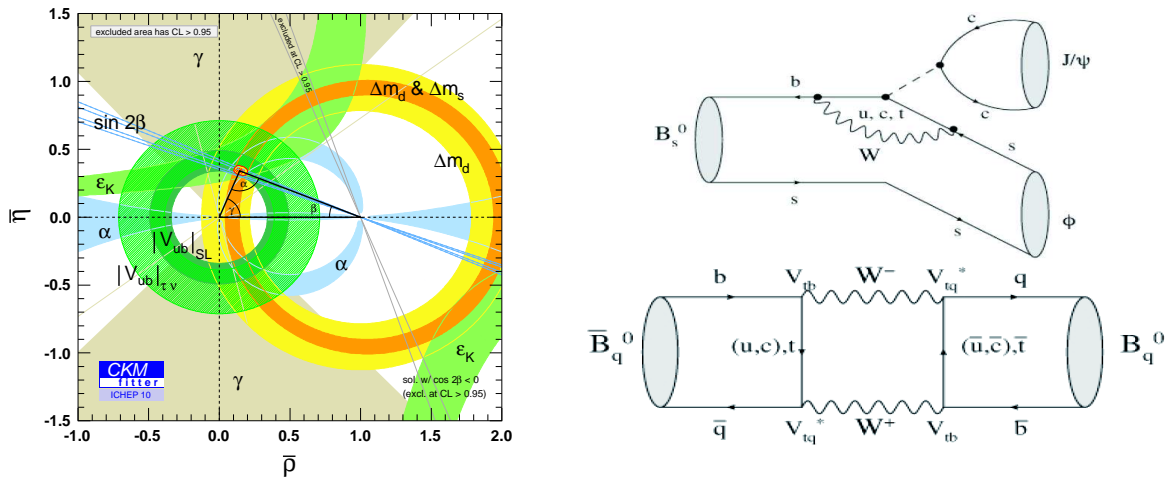 excluded area has CL > 0.95
excluded at CL > 0.95
γ
Δm_d & Δm_s
sin 2β
Δm_d
ε_K
α
γ
β
α
|V_ub|_SL
α
|V_ub|_τν
ε_K
γ
sol. w/ cos 2β < 0
(excl. at CL > 0.95)
CKM
fitter
ICHEP 10
1.5
1.0
0.5
0.0
-0.5
-1.0
-1.5
η̅
-1.0 -0.5 0.0 0.5 1.0 1.5 2.0
ρ̅
c
J/ψ
c
b
u, c, t
B_s^0
W
s
s
s
ϕ
b V_tb W⁻ V_tq* q
B̅_q^0 (u,c),t (u̅,c̅),t̅ B_q^0
q̅ V_tq* W⁺ V_tb b̅